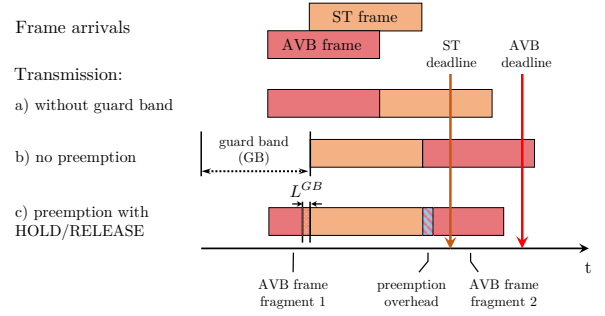 ST frame
Frame arrivals
AVB frame
ST
deadline
AVB
deadline
Transmission:
a) without guard band
guard band
(GB)
b) no preemption
L^{GB}
c) preemption with
HOLD/RELEASE
t
AVB frame
fragment 1
preemption
overhead
AVB frame
fragment 2